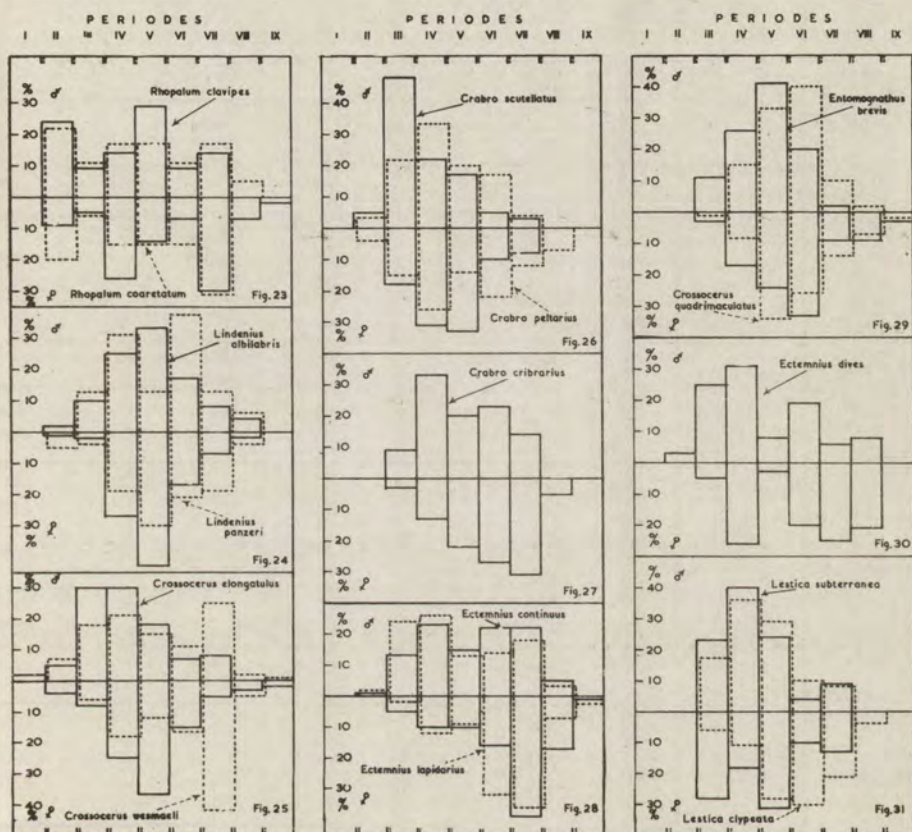 PERIODES
I II III IV V VI VII VIII IX
%
♂
30
20
10
10
20
30
% ♀
Rhopalum clavipes
Rhopalum coarctatum
Fig.23
%
♂
30
20
10
10
20
30
% ♀
Lindenius albilabris
Lindenius panzeri
Fig.24
% ♂
30
20
10
10
20
30
40
% ♀
Crossocerus elongatulus
Crossocerus wesmaeli
Fig.25
PERIODES
I II III IV V VI VII VIII IX
%
♂
40
30
20
10
10
20
30
% ♀
Crabro scutellatus
Crabro peltarius
Fig.26
%
♂
30
20
10
10
20
30
% ♀
Crabro cribrarius
Fig.27
%
♂
20
10
10
20
30
40
% ♀
Ectemnius continuus
Ectemnius lapidarius
Fig.28
PERIODES
I II III IV V VI VII VIII IX
%
♂
40
30
20
10
10
20
30
% ♀
Entomognathus
brevis
Crossocerus
quadrimaculatus
Fig.29
%
♂
30
20
10
10
20
% ♀
Ectemnius dives
Fig.30
% ♂
40
30
20
10
10
20
30
% ♀
Lestica subterranea
Lestica clypeata
Fig.31